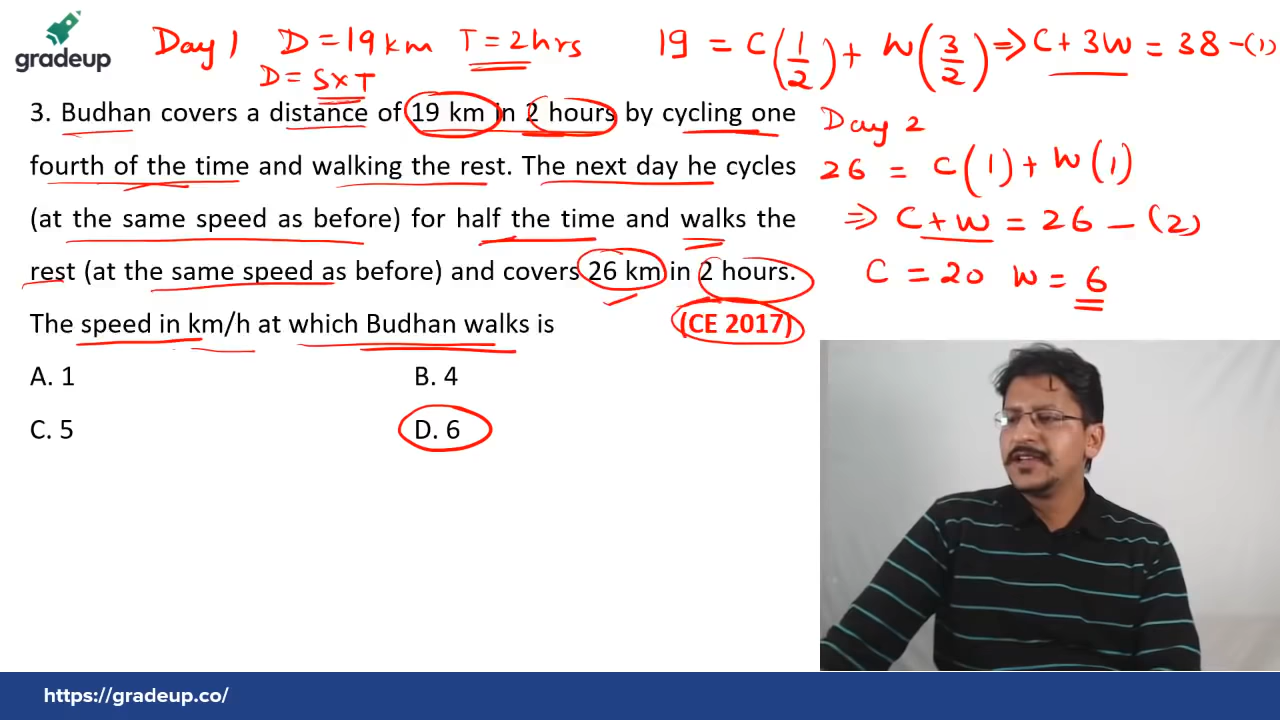 gradeup
Day 1 D = 19 km T = 2 hrs
D = S × T
19 = C(1/2) + W(3/2) ⇒ C + 3W = 38 – (1)
3. Budhan covers a distance of 19 km in 2 hours by cycling one
fourth of the time and walking the rest. The next day he cycles
(at the same speed as before) for half the time and walks the
rest (at the same speed as before) and covers 26 km in 2 hours.
The speed in km/h at which Budhan walks is (CE 2017)
A. 1 B. 4
C. 5 D. 6
Day 2
26 = C(1) + W(1)
⇒ C + W = 26 – (2)
C = 20 W = 6
https://gradeup.co/